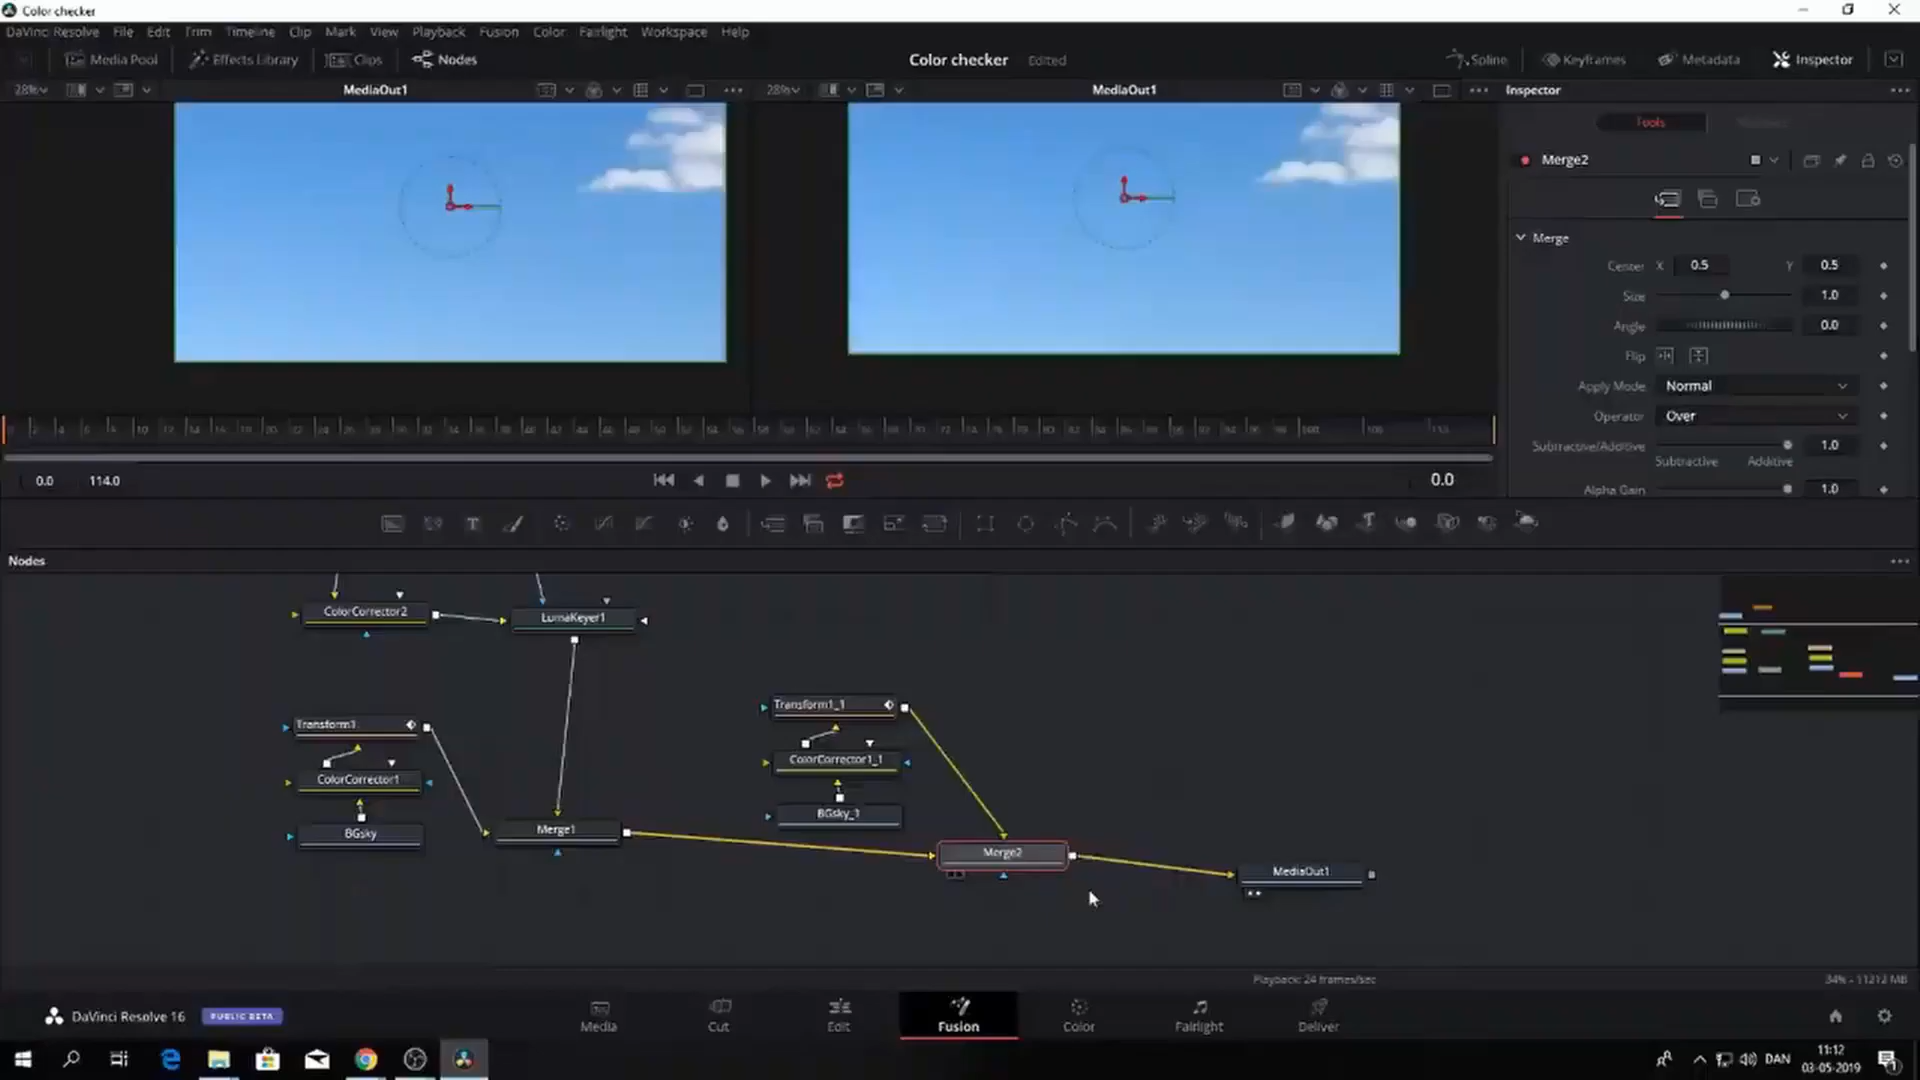 Color checker
DaVinci Resolve File Edit Trim Timeline Clip Mark View Playback Fusion Color Fairlight Workspace Help
Media Pool Effects Library Clips Nodes Color checker Edited Spline Keyframes Metadata Inspector
28% MediaOut1 28% MediaOut1 Inspector
Tools
Merge2
Merge
Center X 0.5 Y 0.5
Size 1.0
Angle 0.0
Flip
Apply Mode Normal
Operator Over
Subtractive/Additive 1.0
Subtractive Additive
Alpha Gain 1.0
0.0 114.0 0.0
Nodes
ColorCorrector2 LumaKeyer1
Transform1 Transform1_1
ColorCorrector1 ColorCorrector1_1
BGsky BGsky_1
Merge1 Merge2 MediaOut1
Playback: 24 frames/sec 34% - 11212 MB
DaVinci Resolve 16 PUBLIC BETA Media Cut Edit Fusion Color Fairlight Deliver
DAN 11:12
03-05-2019